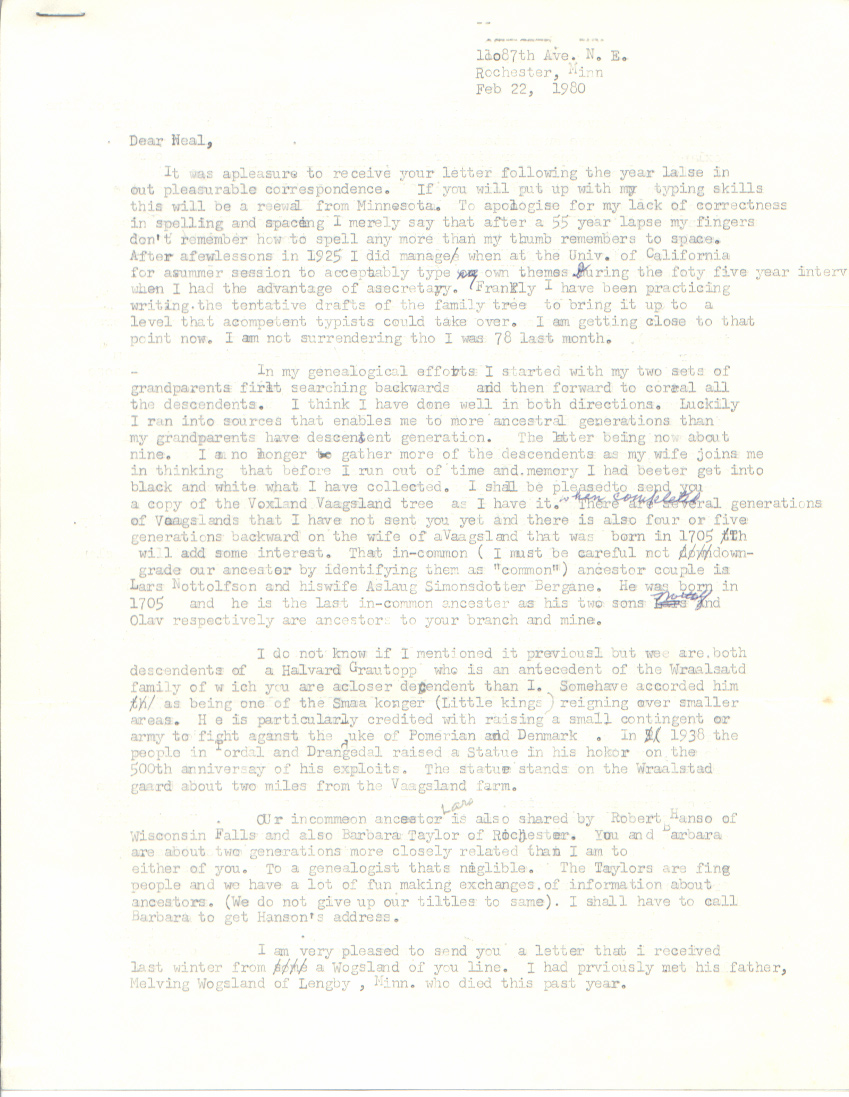 11087th Ave. N. E.
Rochester, Minn
Feb 22, 1980
Dear Neal,
It was apleasure to receive your letter following the year lalse in
out pleasurable correspondence. If you will put up with my typing skills
this will be a reewal from Minnesota. To apologise for my lack of correctness
in spelling and spacing I merely say that after a 55 year lapse my fingers
don't remember how to spell any more than my thumb remembers to space.
After afewlessons in 1925 I did manage when at the Univ. of California
for asummer session to acceptably type own themes During the foty five year interv
when I had the advantage of asecretayy. (Frankly I have been practicing
writing.the tentative drafts of the family tree to bring it up to a
level that acompetent typists could take over. I am getting close to that
point now. I am not surrendering tho I was 78 last month.
- In my genealogical efforts I started with my two sets of
grandparents first searching backwards and then forward to corral all
the descendents. I think I have done well in both directions. Luckily
I ran into sources that enables me to more ancestral generations than
my grandparents have descentent generation. The latter being now about
nine. I am no longer to gather more of the descendents as my wife joins me
in thinking that before I run out of time and.memory I had beeter get into
black and white what I have collected. I shall be pleasedto send you
a copy of the Voxland Vaagsland tree as I have it. when completed There are several generations
of Vaagslands that I have not sent you yet and there is also four or five
generations backward on the wife of aVaagsland that was born in 1705 Th
will add some interest. That in-common ( I must be careful not down-
grade our ancester by identifying them as "common") ancestor couple is
Lars Nottolfson and hiswife Aslaug Simonsdotter Bergane. He was born in
1705 and he is the last in-common ancester as his two sons and
Olav respectively are ancestors to your branch and mine.
I do not know if I mentioned it previousl but wee are.both
descendents of a Halvard Grautopp who is an antecedent of the Wraalsatd
family of w ich you are acloser dependent than I. Somehave accorded him
as being one of the Smaa konger (Little kings ) reigning over smaller
areas. H e is particularly credited with raising a small contingent or
army to fight aganst the uke of Pomerian and Denmark . In 1938 the
people in Tordal and Drangedal raised a Statue in his hokor on the
500th anniversay of his exploits. The statue stands on the Wraalstad
gaard about two miles from the Vaagsland farm.
OUr incommeon ancestor Lars is also shared by Robert Hanso of
Wisconsin Falls and also Barbara Taylor of Rochester. You and Barbara
are about two generations more closely related than I am to
either of you. To a genealogist thats niglible. The Taylors are fing
people and we have a lot of fun making exchanges.of information about
ancestors. (We do not give up our tiltles to same). I shall have to call
Barbara to get Hanson's address.
I am very pleased to send you a letter that i received
last winter from a Wogsland of you line. I had prviously met his father,
Melving Wogsland of Lengby , Minn. who died this past year.